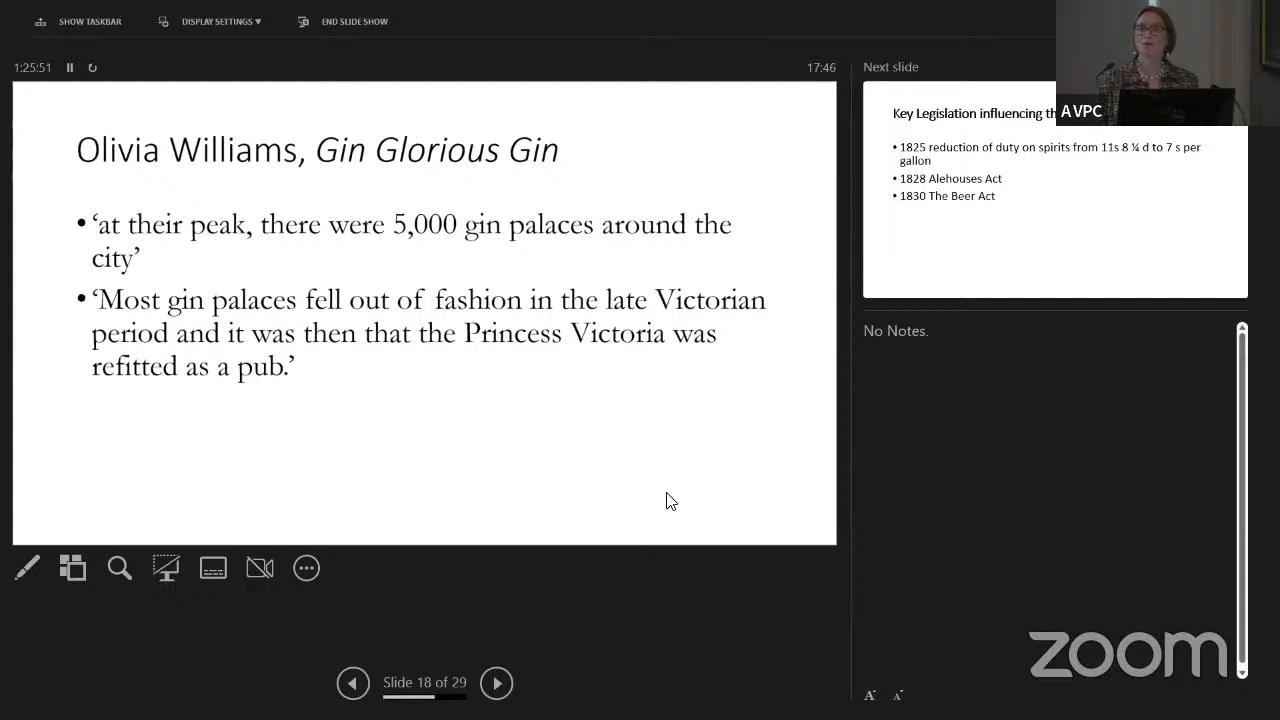 SHOW TASKBAR
DISPLAY SETTINGS ▼
END SLIDE SHOW
1:25:51
17:46
Next slide
Olivia Williams, Gin Glorious Gin
• ‘at their peak, there were 5,000 gin palaces around the
city’
• ‘Most gin palaces fell out of fashion in the late Victorian
period and it was then that the Princess Victoria was
refitted as a pub.’
Key Legislation influencing
AVPC
• 1825 reduction of duty on spirits from 11s 8 ¼ d to 7 s per
gallon
• 1828 Alehouses Act
• 1830 The Beer Act
No Notes.
Slide 18 of 29
A A
zoom